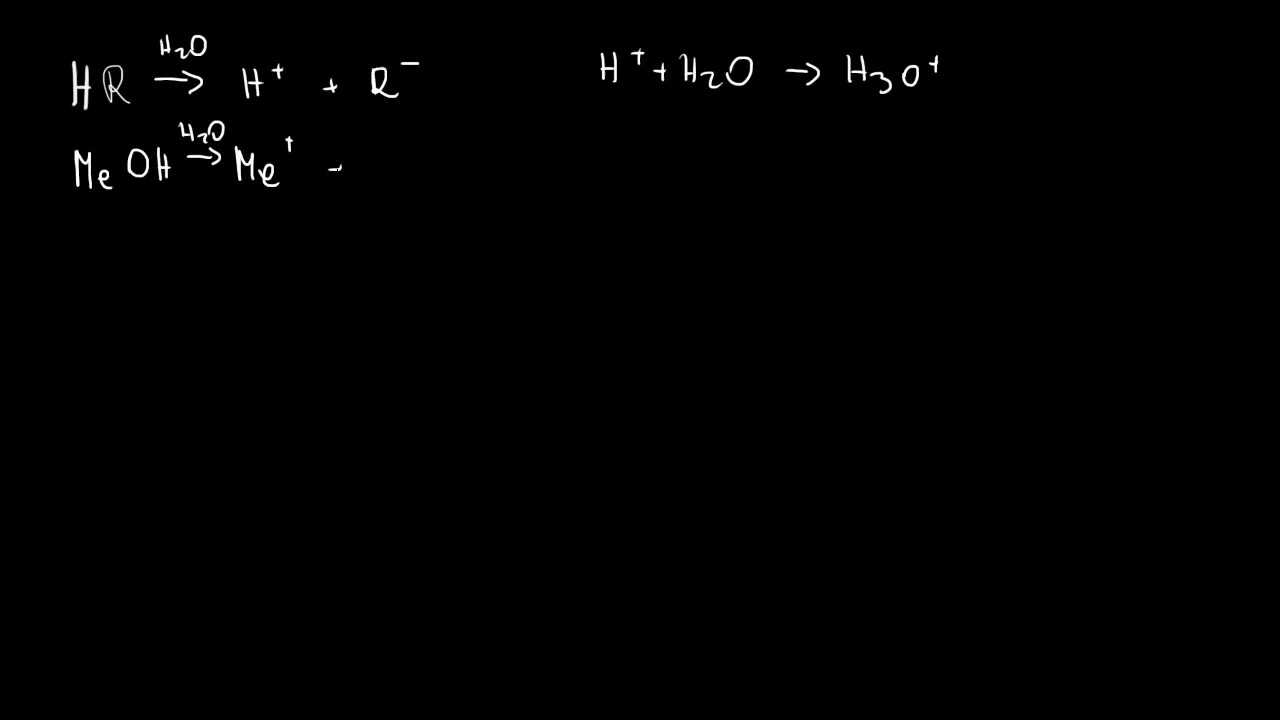 HR →(H₂O) H⁺ + R⁻
H⁺ + H₂O → H₃O⁺
MeOH →(H₂O) Me⁺ -